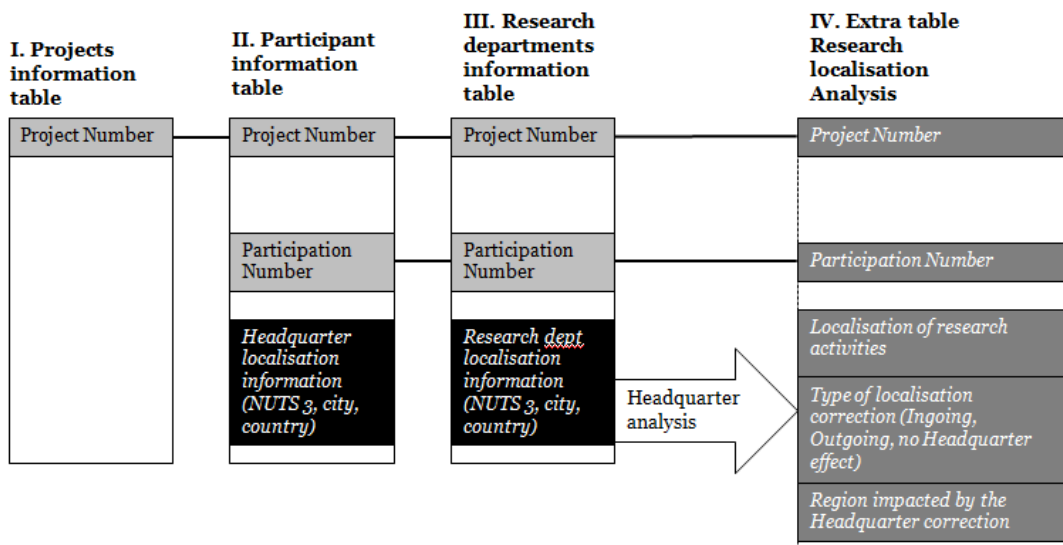 I. Projects
information
table
II. Participant
information
table
III. Research
departments
information
table
IV. Extra table
Research
localisation
Analysis
Project Number
Project Number
Project Number
Project Number
Participation
Number
Participation
Number
Participation Number
Headquarter
localisation
information
(NUTS 3, city,
country)
Research dept
localisation
information
(NUTS 3, city,
country)
Headquarter
analysis
Localisation of research
activities
Type of localisation
correction (Ingoing,
Outgoing, no Headquarter
effect)
Region impacted by the
Headquarter correction